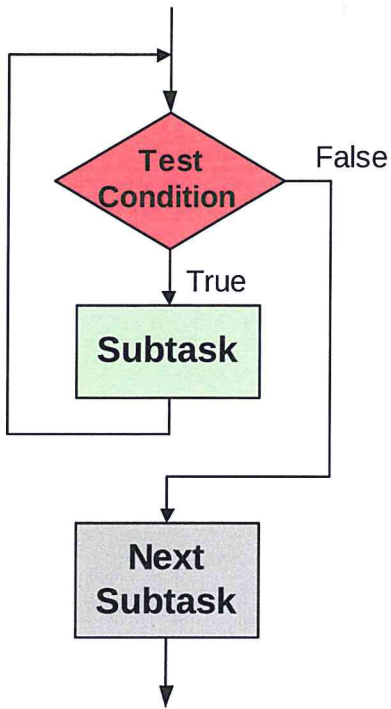 Test
Condition
False
True
Subtask
Next
Subtask